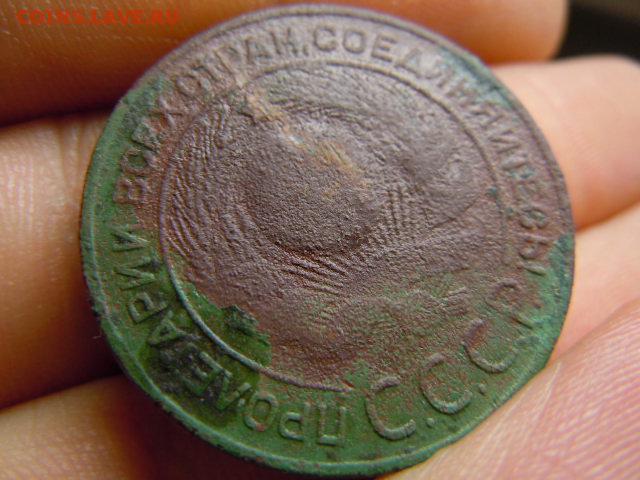 COINS.LAVE.RU
ПРОЛЕТАРИИ ВСЕХ СТРАН, СОЕДИНЯЙТЕСЬ!
С.С.С.Р.